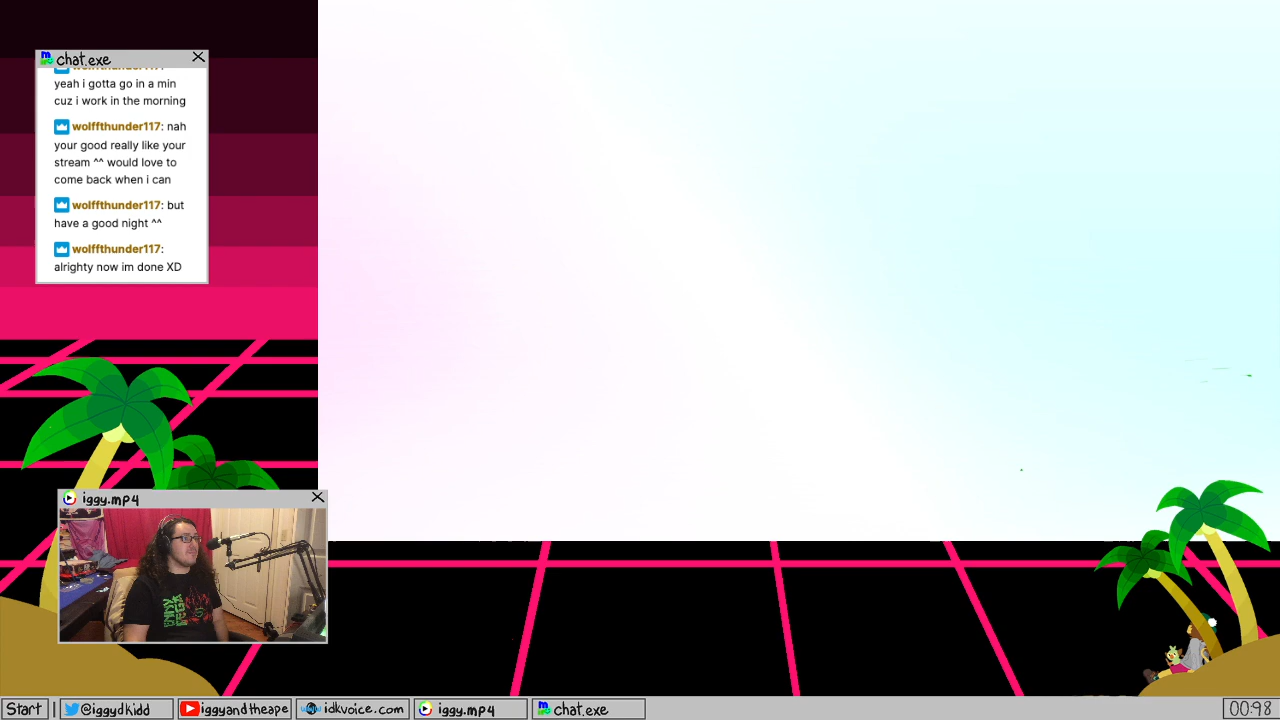 chat.exe
yeah i gotta go in a min
cuz i work in the morning
wolffthunder117: nah
your good really like your
stream ^^ would love to
come back when i can
wolffthunder117: but
have a good night ^^
wolffthunder117:
alrighty now im done XD
iggy.mp4
Start | @iggydkidd iggyandtheape www idkvoice.com iggy.mp4 chat.exe 00:98